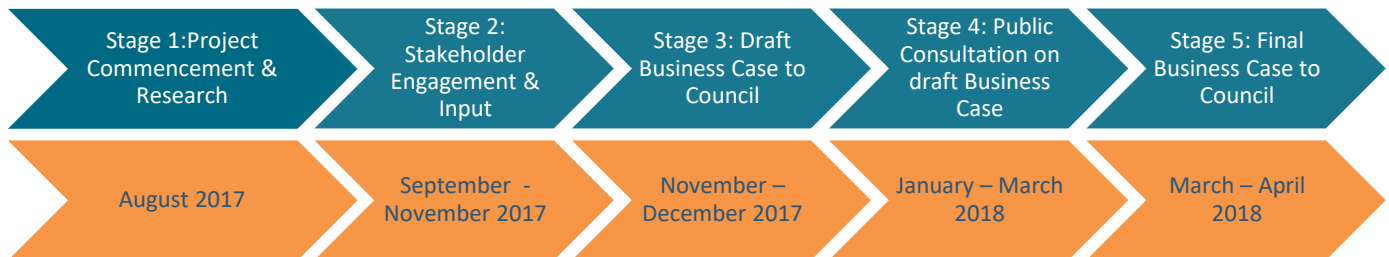 Stage 1:Project
Commencement &
Research
Stage 2:
Stakeholder
Engagement &
Input
Stage 3: Draft
Business Case to
Council
Stage 4: Public
Consultation on
draft Business
Case
Stage 5: Final
Business Case to
Council
August 2017
September -
November 2017
November –
December 2017
January – March
2018
March – April
2018